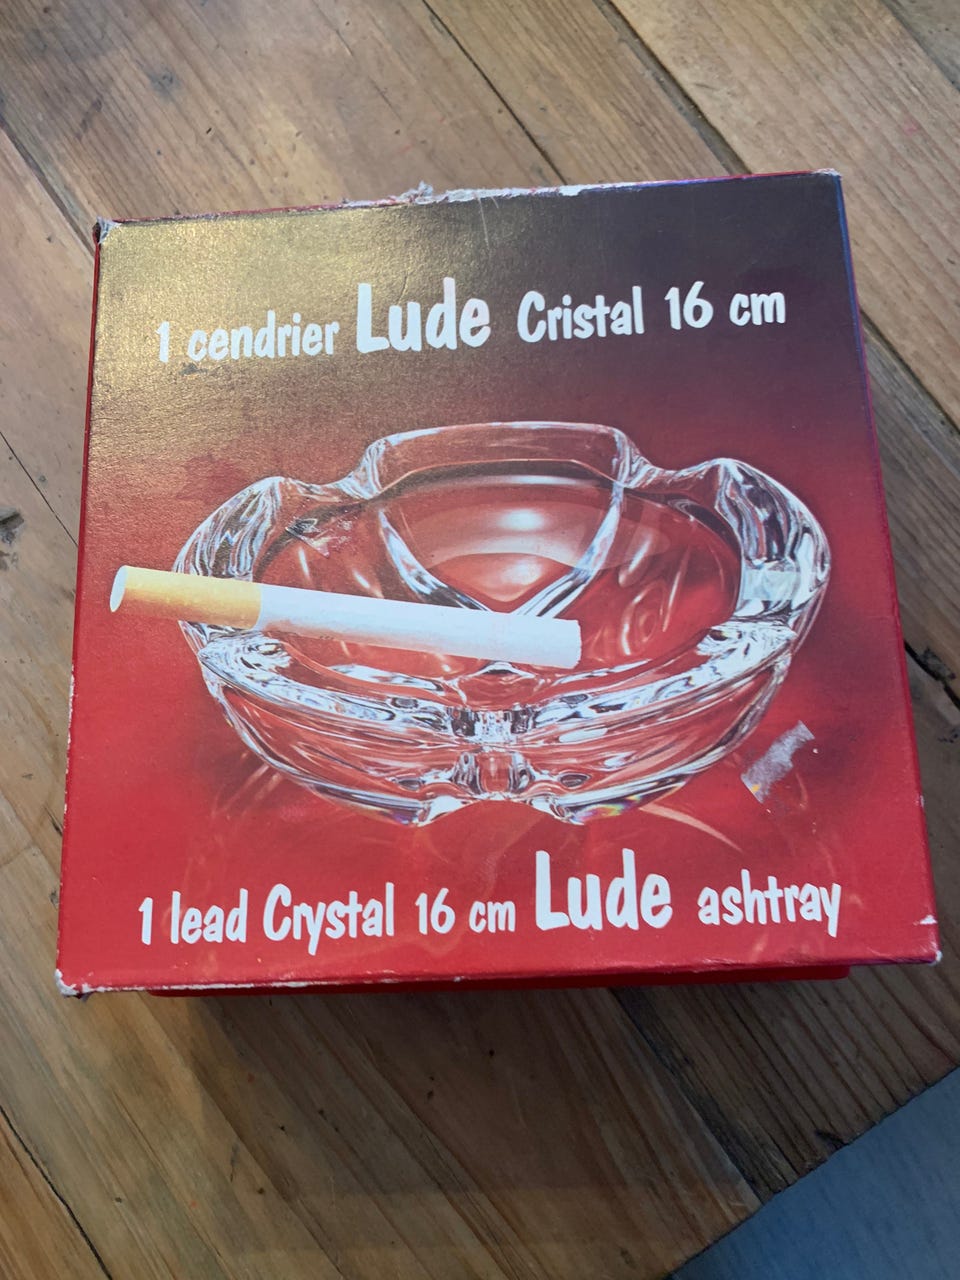 1 cendrier Lude Cristal 16 cm
1 lead Crystal 16 cm Lude ashtray